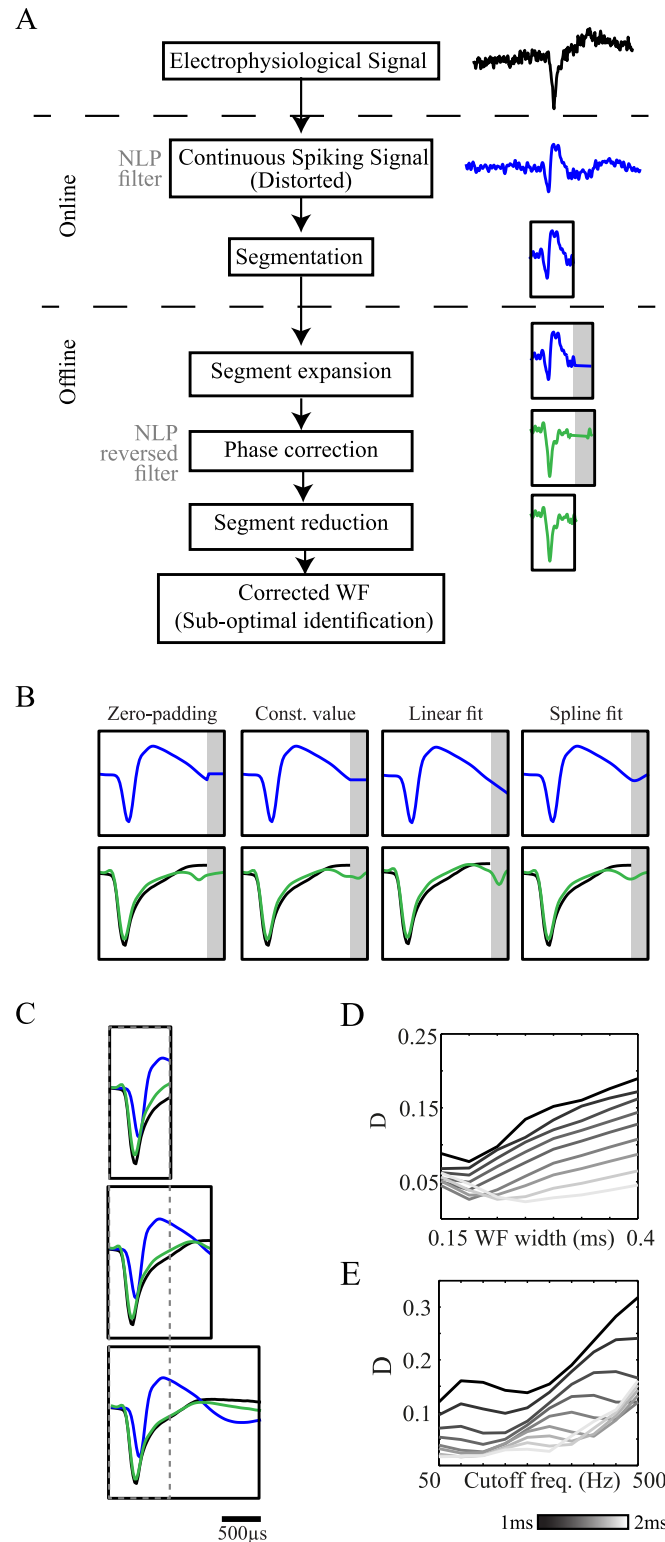 A
Electrophysiological Signal
Online
NLP
filter
Continuous Spiking Signal
(Distorted)
Segmentation
Offline
Segment expansion
NLP
reversed
filter
Phase correction
Segment reduction
Corrected WF
(Sub-optimal identification)
B
Zero-padding
Const. value
Linear fit
Spline fit
C
500μs
D
0.25
0.15
0.05
D
0.15 WF width (ms) 0.4
E
0.3
0.2
0.1
D
50 Cutoff freq. (Hz) 500
1ms 2ms